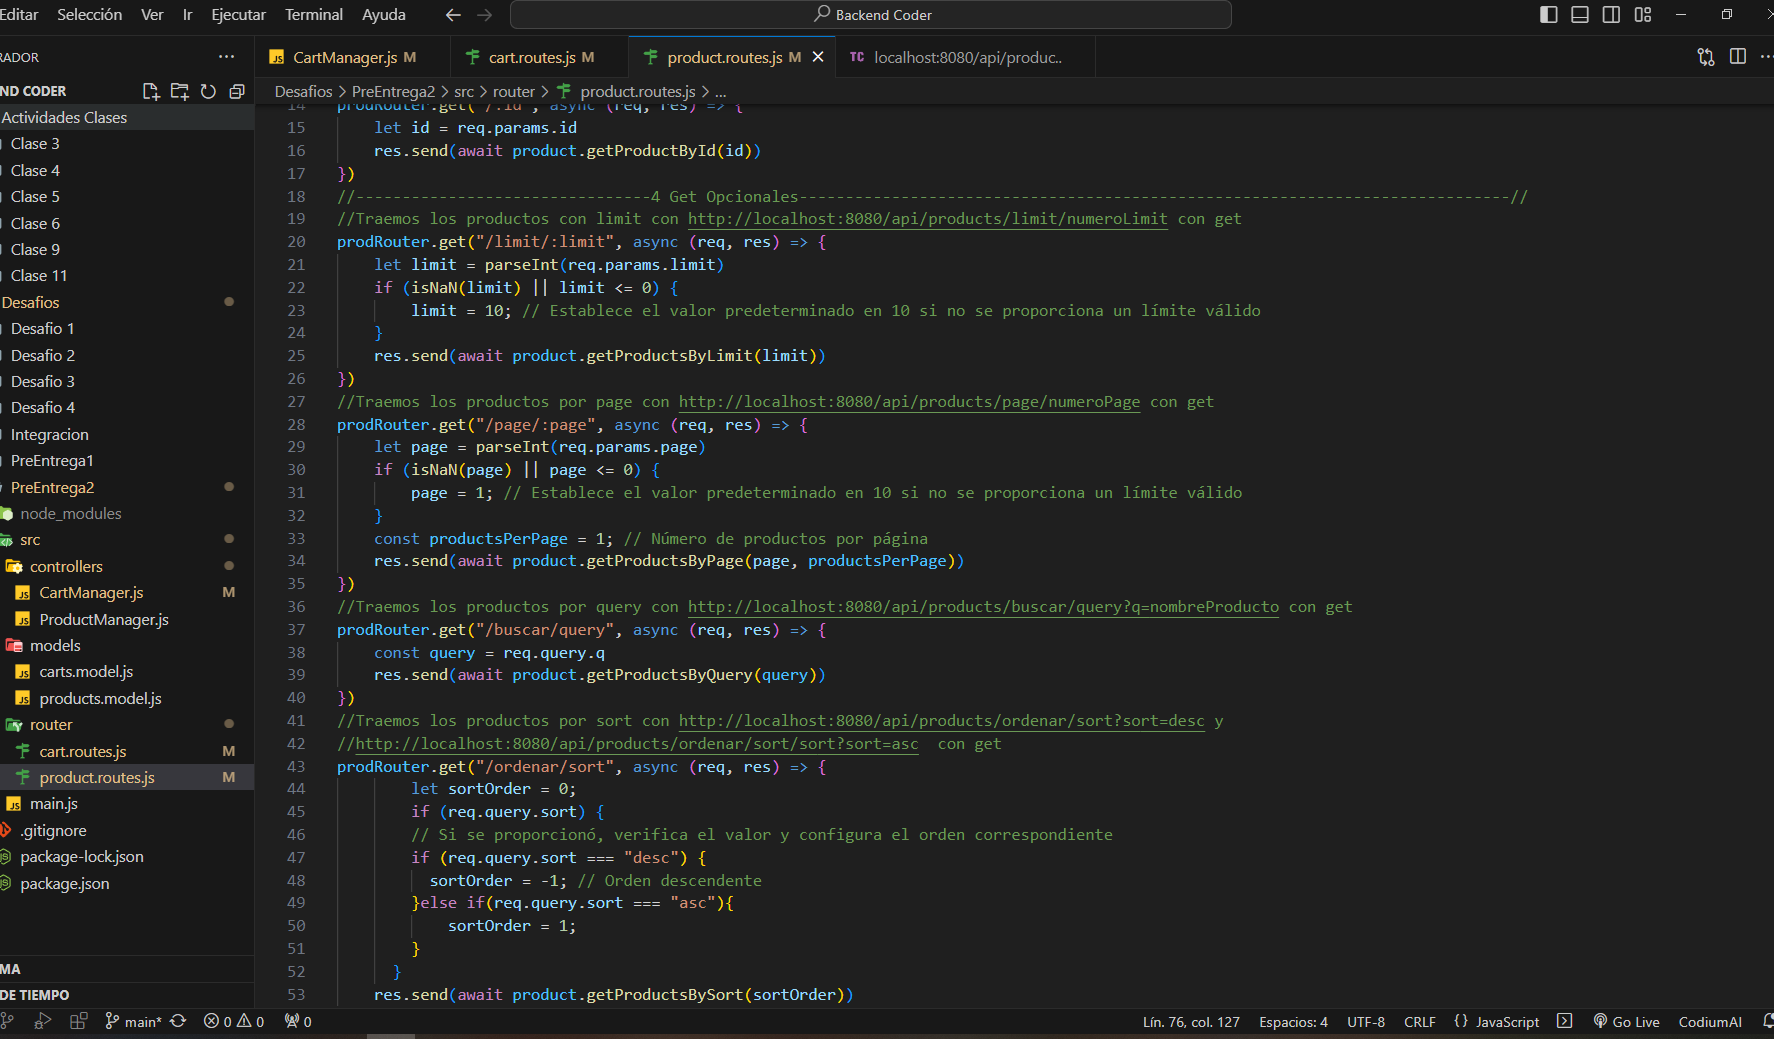 Editar Selección Ver Ir Ejecutar Terminal Ayuda Backend Coder
RADOR
CartManager.js M cart.routes.js M product.routes.js M localhost:8080/api/produc..
ND CODER
Desafios > PreEntrega2 > src > router > product.routes.js > ...
Actividades Clases
Clase 3
Clase 4
Clase 5
Clase 6
Clase 9
Clase 11
Desafios
Desafio 1
Desafio 2
Desafio 3
Desafio 4
Integracion
PreEntrega1
PreEntrega2
node_modules
src
controllers
CartManager.js M
ProductManager.js
models
carts.model.js
products.model.js
router
cart.routes.js M
product.routes.js M
main.js
.gitignore
package-lock.json
package.json
MA
DE TIEMPO
14 prodRouter.get("/:id", async (req, res) => {
15 let id = req.params.id
16 res.send(await product.getProductById(id))
17 })
18 //--------------------------------4 Get Opcionales-----------------------------------------------------------------------------//
19 //Traemos los productos con limit con http://localhost:8080/api/products/limit/numeroLimit con get
20 prodRouter.get("/limit/:limit", async (req, res) => {
21 let limit = parseInt(req.params.limit)
22 if (isNaN(limit) || limit <= 0) {
23 limit = 10; // Establece el valor predeterminado en 10 si no se proporciona un límite válido
24 }
25 res.send(await product.getProductsByLimit(limit))
26 })
27 //Traemos los productos por page con http://localhost:8080/api/products/page/numeroPage con get
28 prodRouter.get("/page/:page", async (req, res) => {
29 let page = parseInt(req.params.page)
30 if (isNaN(page) || page <= 0) {
31 page = 1; // Establece el valor predeterminado en 10 si no se proporciona un límite válido
32 }
33 const productsPerPage = 1; // Número de productos por página
34 res.send(await product.getProductsByPage(page, productsPerPage))
35 })
36 //Traemos los productos por query con http://localhost:8080/api/products/buscar/query?q=nombreProducto con get
37 prodRouter.get("/buscar/query", async (req, res) => {
38 const query = req.query.q
39 res.send(await product.getProductsByQuery(query))
40 })
41 //Traemos los productos por sort con http://localhost:8080/api/products/ordenar/sort?sort=desc y
42 //http://localhost:8080/api/products/ordenar/sort/sort?sort=asc  con get
43 prodRouter.get("/ordenar/sort", async (req, res) => {
44 let sortOrder = 0;
45 if (req.query.sort) {
46 // Si se proporcionó, verifica el valor y configura el orden correspondiente
47 if (req.query.sort === "desc") {
48 sortOrder = -1; // Orden descendente
49 }else if(req.query.sort === "asc"){
50 sortOrder = 1;
51 }
52 }
53 res.send(await product.getProductsBySort(sortOrder))
main* 0 0 0 Lín. 76, col. 127 Espacios: 4 UTF-8 CRLF {} JavaScript Go Live CodiumAI